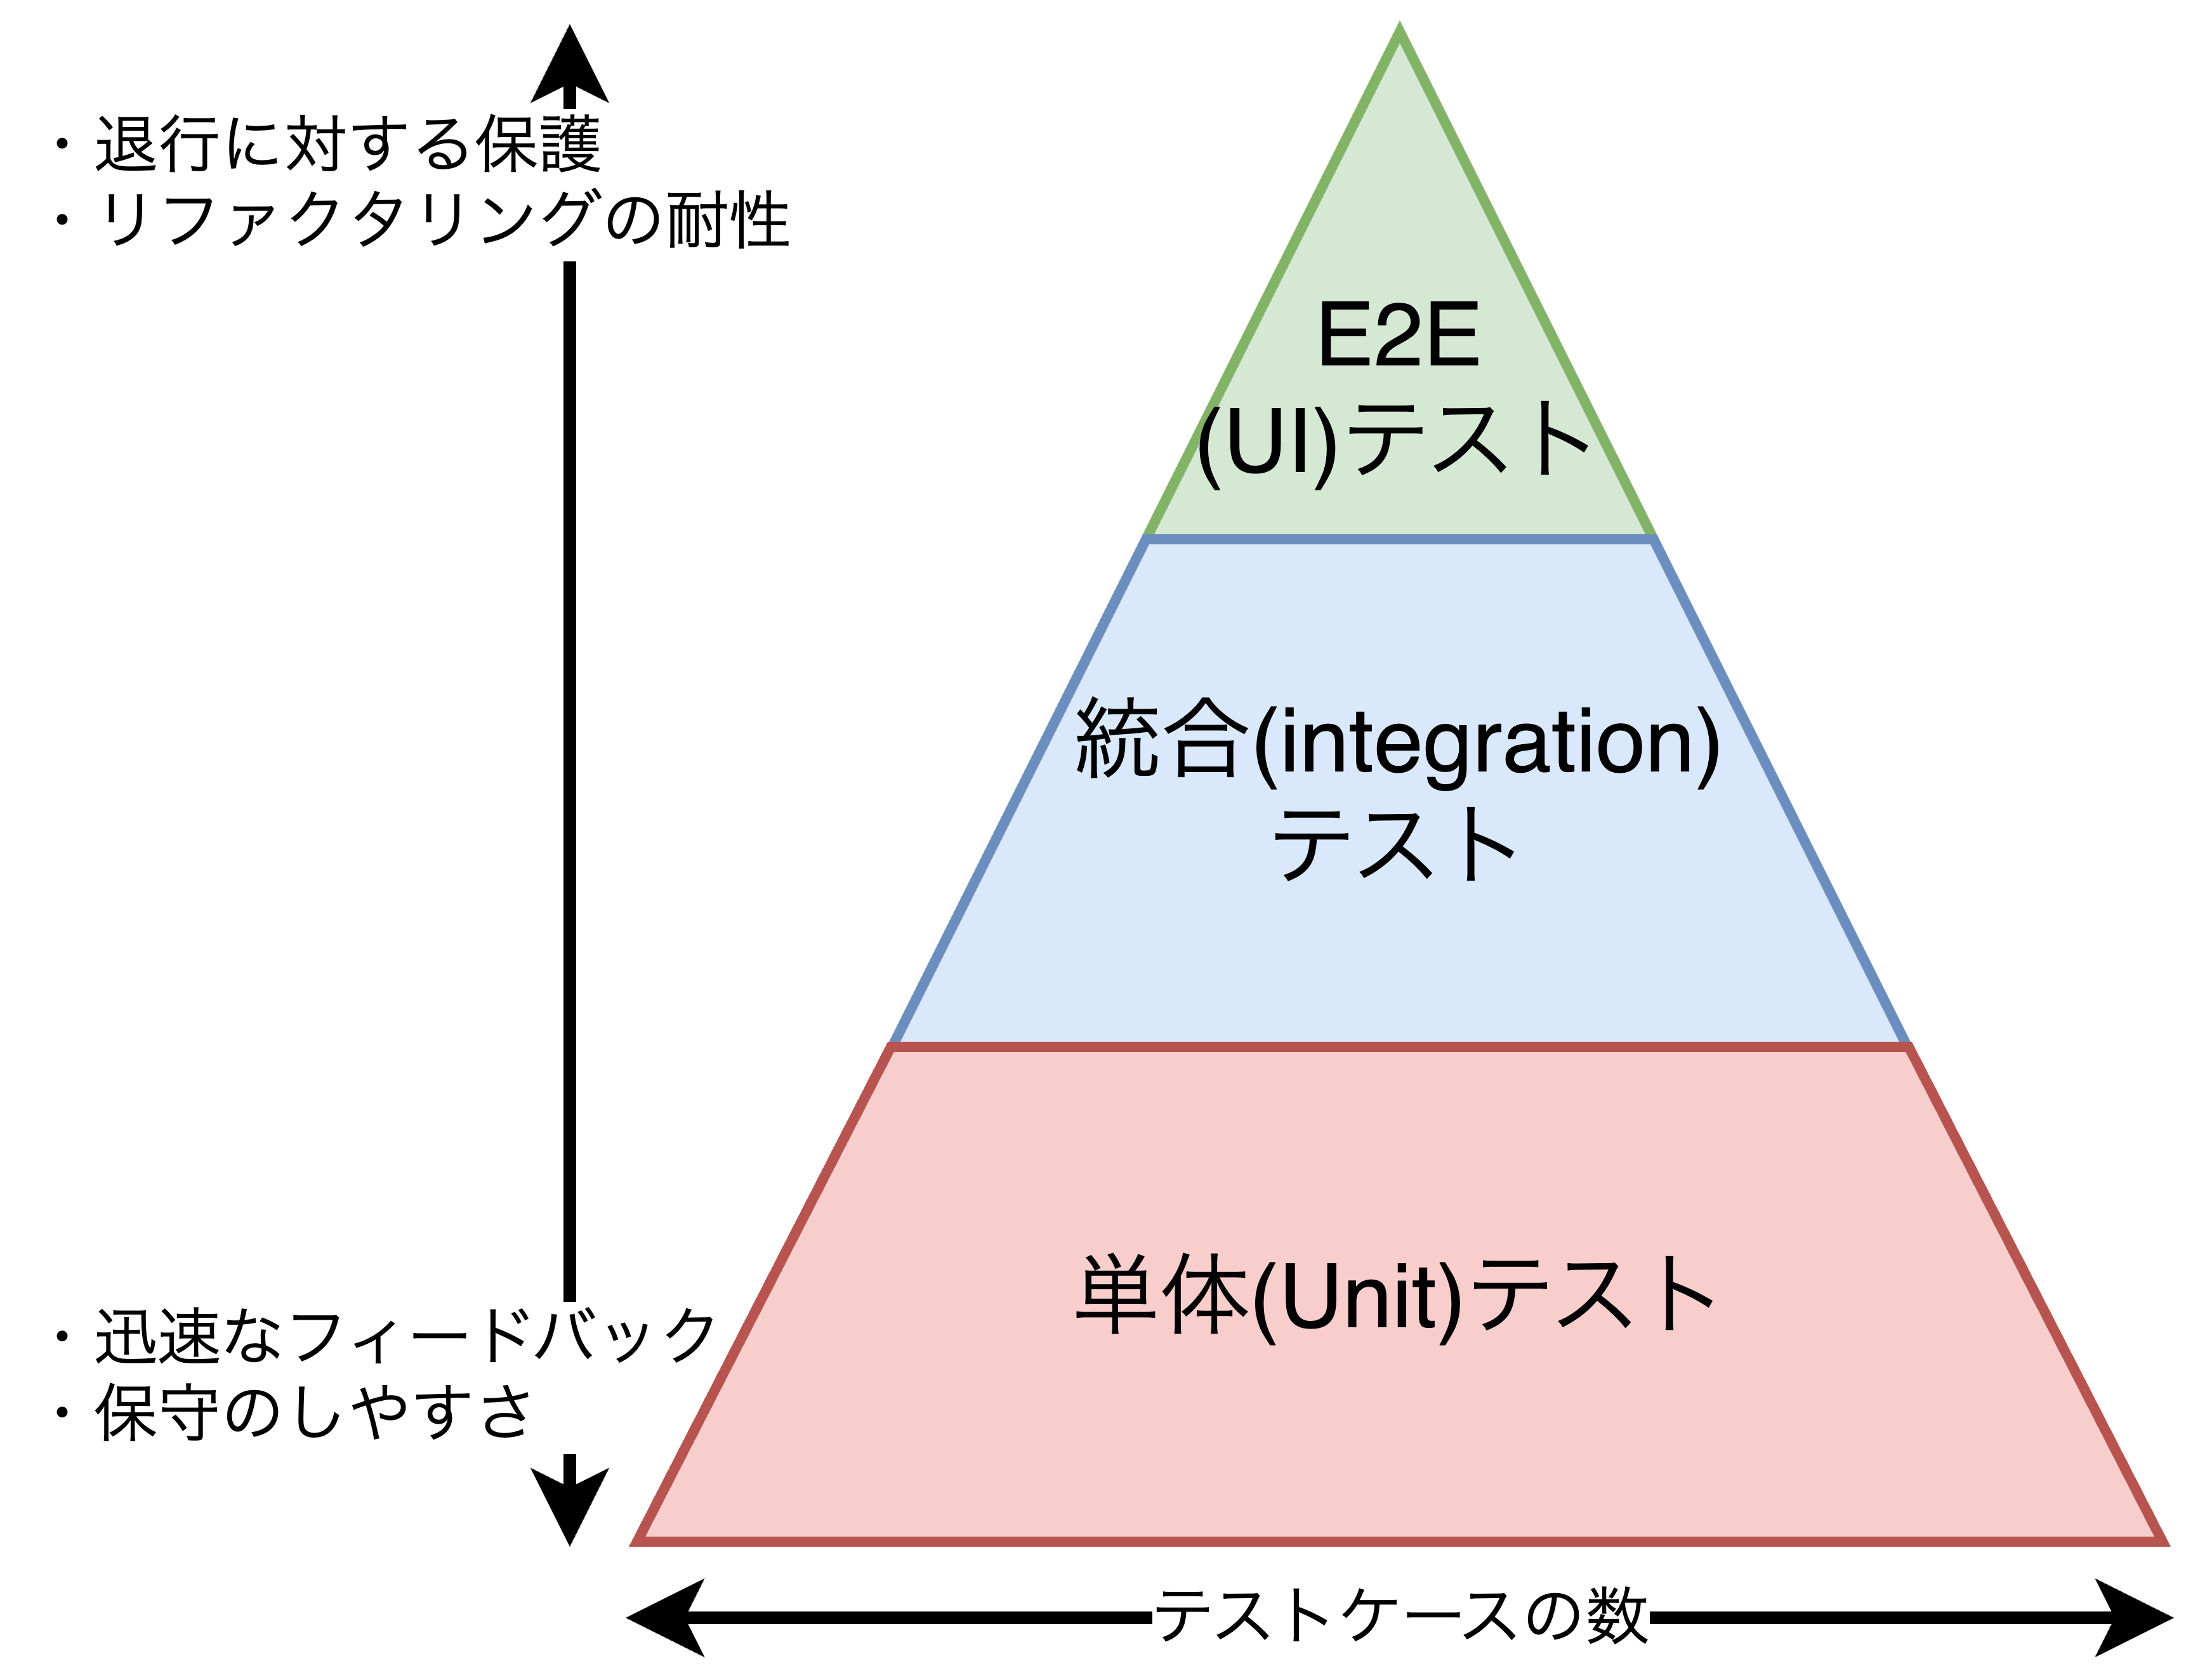 ・退行に対する保護
・リファクタリングの耐性
E2E
(UI)テスト
統合(integration)
テスト
単体(Unit)テスト
・迅速なフィードバック
・保守のしやすさ
テストケースの数